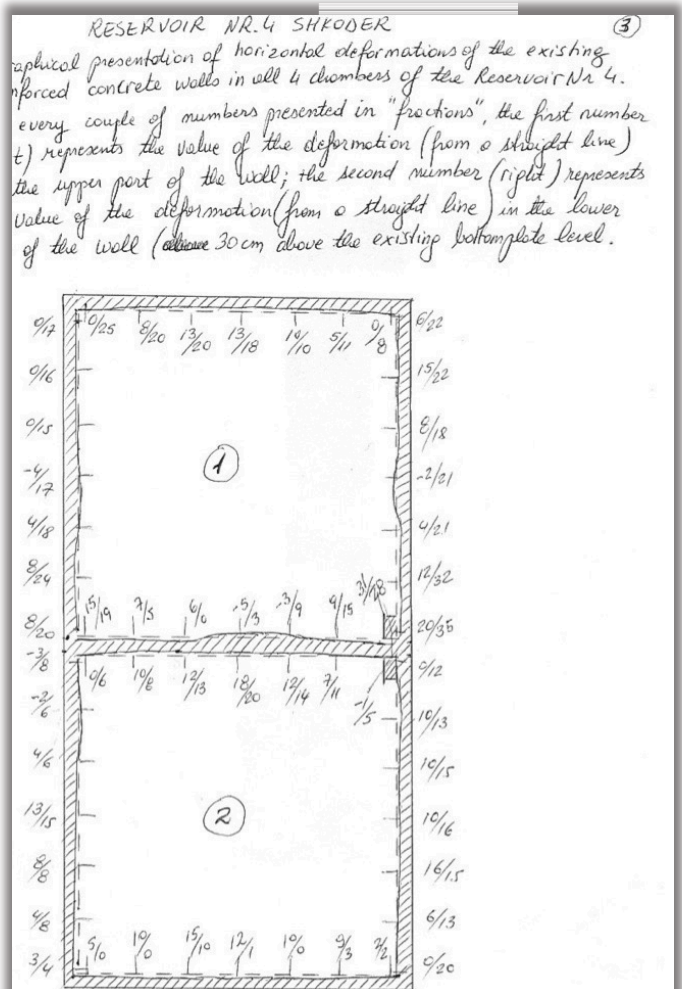 RESERVOIR NR.4 SHKODER
3
aphical presentation of horizontal deformations of the existing
nforced concrete walls in all 4 chambers of the Reservoir Nr 4.
every couple of numbers presented in "fractions", the first number
t) represents the value of the deformation (from a straight line)
the upper part of the wall; the second number (right) represents
value of the deformation (from a straight line) in the lower
of the wall ( 30 cm above the existing bottomplate level.
0/17 0/25 8/20 13/20 13/18 10/10 5/11 0/8 6/22
0/16 15/22
0/15 8/18
1
-4/17 -2/21
4/18 4/21
8/24 12/32
8/20 15/19 7/5 6/0 -5/3 -3/9 9/15 20/35
-3/8 0/6 10/8 12/13 18/20 12/14 7/11 -1/5 0/12
-2/6 10/13
4/6 10/15
13/15 10/16
2
8/8 16/15
4/8 6/13
3/4 5/0 10/0 15/10 12/1 10/0 9/3 7/2 0/20